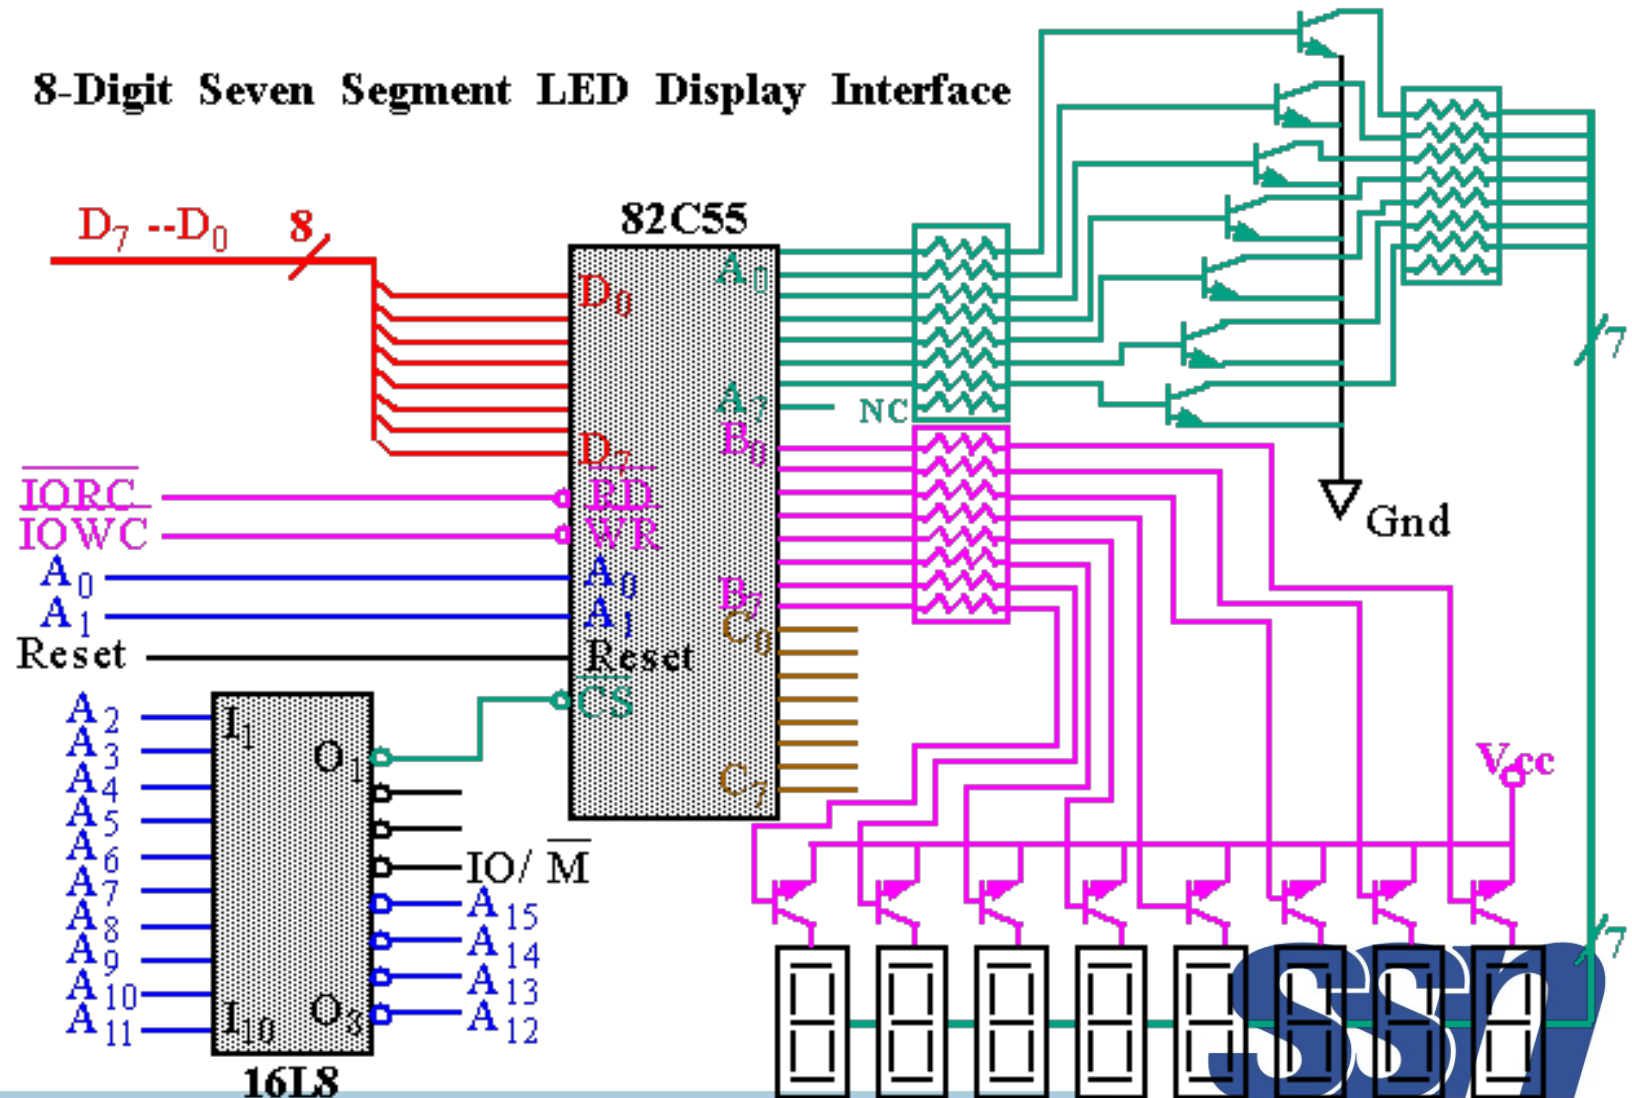 8-Digit Seven Segment LED Display Interface
D7 --D0 8
82C55
D0
D7
RD
WR
A0
A1
Reset
CS
A0
A7
B0
B7
C0
C7
NC
IORC
IOWC
A0
A1
Reset
A2
A3
A4
A5
A6
A7
A8
A9
A10
A11
I1
I10
O1
O8
16L8
IO/ M
A15
A14
A13
A12
Gnd
Vcc
7
7
ssn